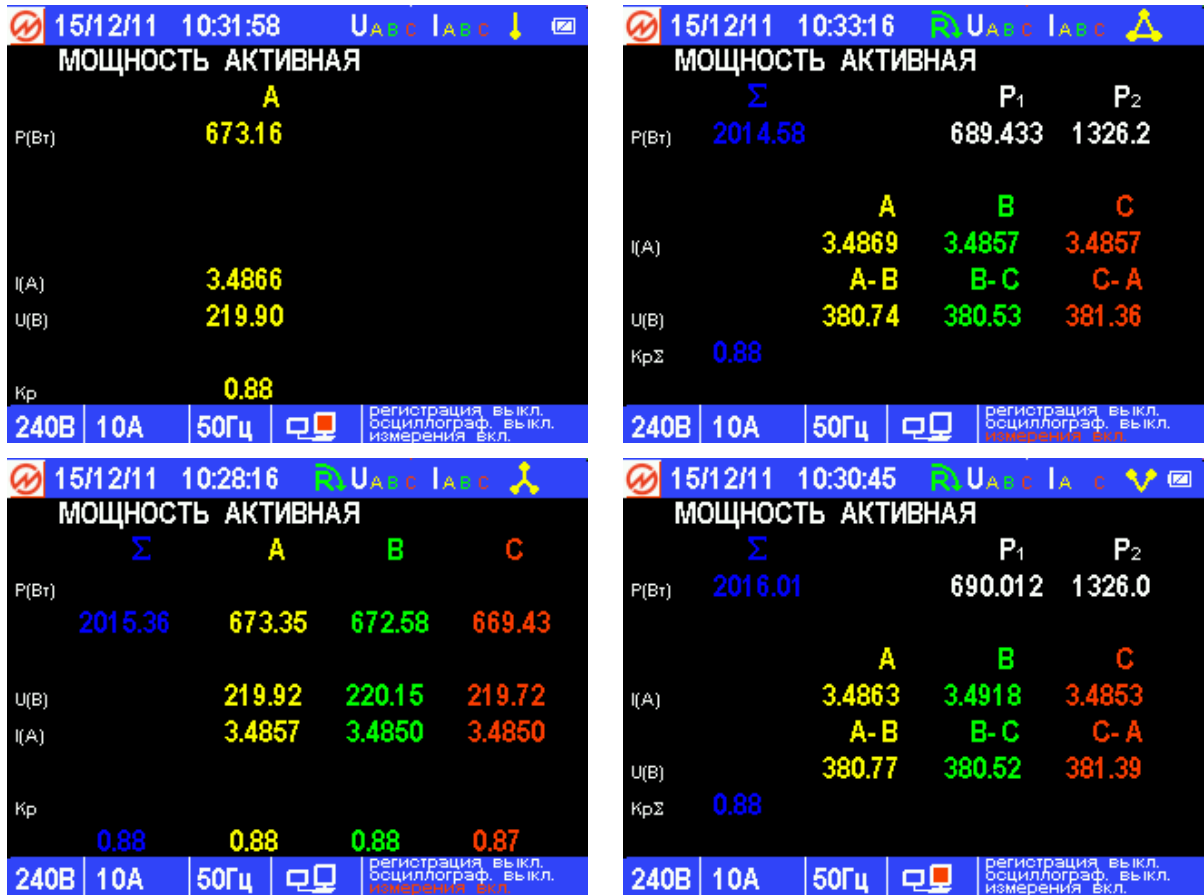 15/12/11 10:31:58 UABC IABC
МОЩНОСТЬ АКТИВНАЯ
A
P(Вт) 673.16
I(A) 3.4866
U(B) 219.90
Kp 0.88
240В 10А 50Гц регистрация выкл.
осциллограф. выкл.
измерения вкл.
15/12/11 10:33:16 R UABC IABC
МОЩНОСТЬ АКТИВНАЯ
Σ P1 P2
P(Вт) 2014.58 689.433 1326.2
A B C
I(A) 3.4869 3.4857 3.4857
A-B B-C C-A
U(B) 380.74 380.53 381.36
KpΣ 0.88
240В 10А 50Гц регистрация выкл.
осциллограф. выкл.
измерения вкл.
15/12/11 10:28:16 R UABC IABC
МОЩНОСТЬ АКТИВНАЯ
Σ A B C
P(Вт)
2015.36 673.35 672.58 669.43
U(B) 219.92 220.15 219.72
I(A) 3.4857 3.4850 3.4850
Kp
0.88 0.88 0.88 0.87
240В 10А 50Гц регистрация выкл.
осциллограф. выкл.
измерения вкл.
15/12/11 10:30:45 R UABC IA C
МОЩНОСТЬ АКТИВНАЯ
Σ P1 P2
P(Вт) 2016.01 690.012 1326.0
A B C
I(A) 3.4863 3.4918 3.4853
A-B B-C C-A
U(B) 380.77 380.52 381.39
KpΣ 0.88
240В 10А 50Гц регистрация выкл.
осциллограф. выкл.
измерения вкл.